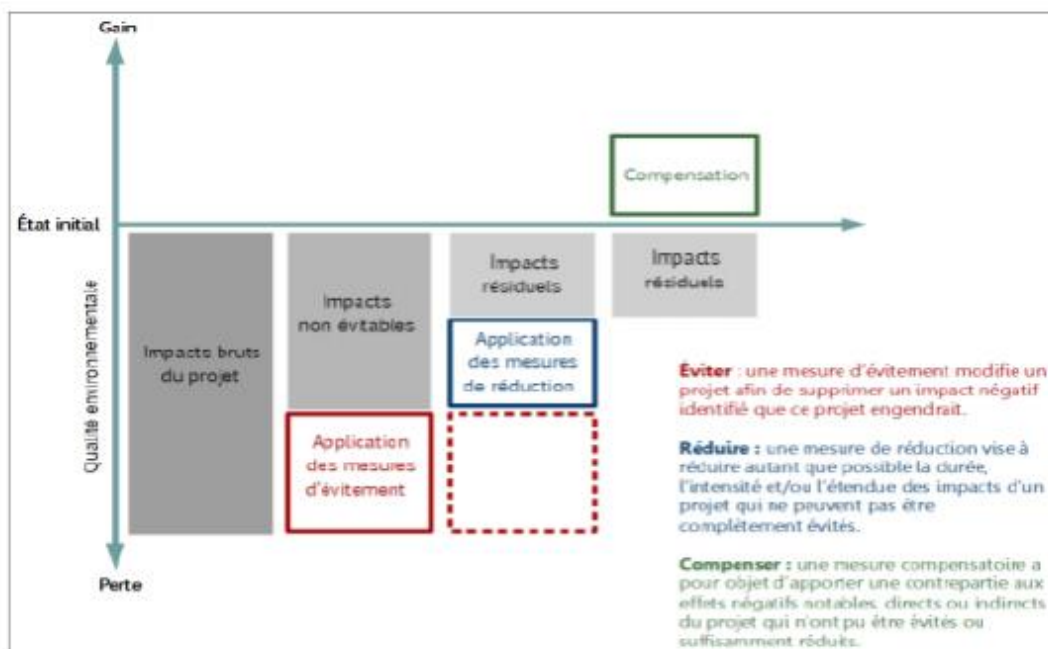 Gain
Compensation
État initial
Qualité environnementale
Impacts bruts
du projet
Impacts
non évitables
Impacts
résiduels
Impacts
résiduels
Application
des mesures
de réduction
Application
des mesures
d'évitement
Perte
Éviter : une mesure d'évitement modifie un
projet afin de supprimer un impact négatif
identifié que ce projet engendrait.
Réduire : une mesure de réduction vise à
réduire autant que possible la durée,
l'intensité et/ou l'étendue des impacts d'un
projet qui ne peuvent pas être
complètement évités.
Compenser : une mesure compensatoire a
pour objet d'apporter une contrepartie aux
effets négatifs notables, directs ou indirects
du projet qui n'ont pu être évités ou
suffisamment réduits.